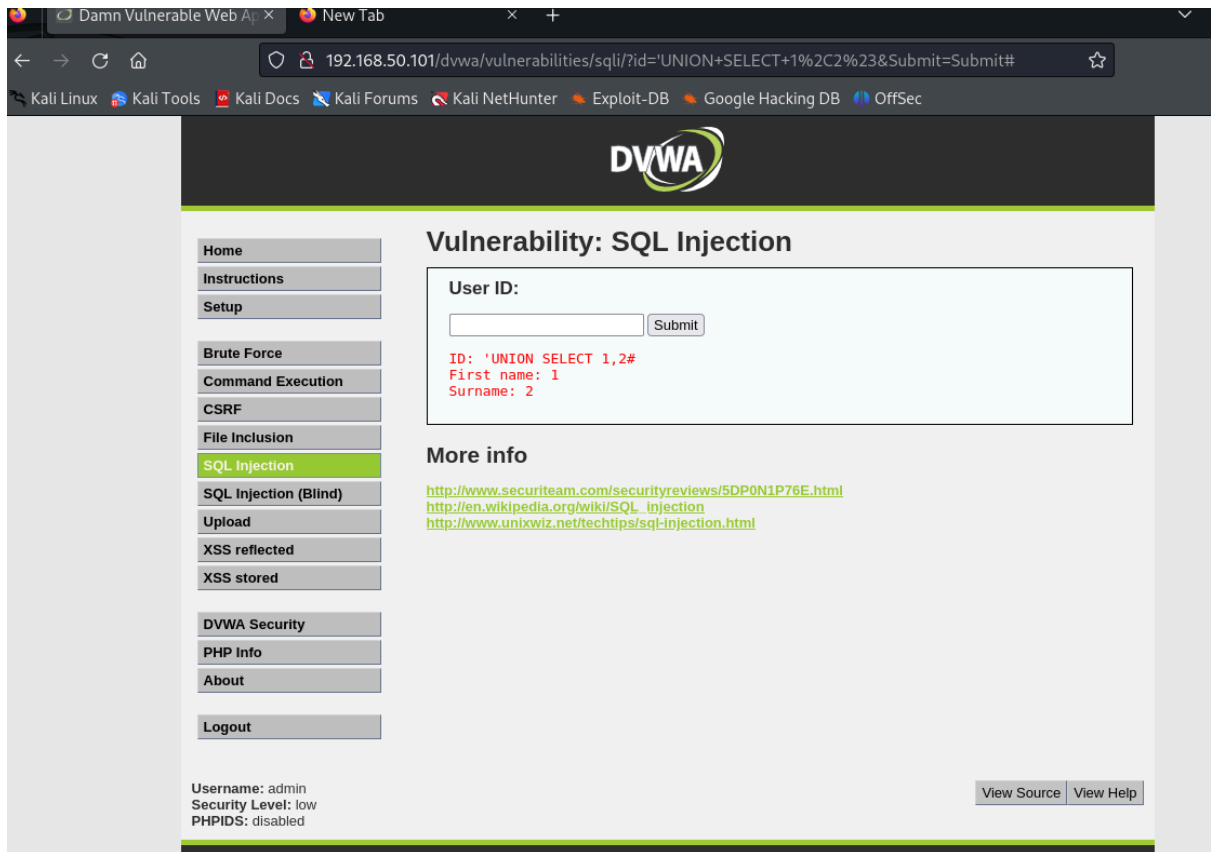 Damn Vulnerable Web Ap
New Tab
192.168.50.101/dvwa/vulnerabilities/sqli/?id='UNION+SELECT+1%2C2%23&Submit=Submit#
Kali Linux Kali Tools Kali Docs Kali Forums Kali NetHunter Exploit-DB Google Hacking DB OffSec
DVWA
Home
Instructions
Setup
Brute Force
Command Execution
CSRF
File Inclusion
SQL Injection
SQL Injection (Blind)
Upload
XSS reflected
XSS stored
DVWA Security
PHP Info
About
Logout
Vulnerability: SQL Injection
User ID:
Submit
ID: 'UNION SELECT 1,2#
First name: 1
Surname: 2
More info
http://www.securiteam.com/securityreviews/5DP0N1P76E.html
http://en.wikipedia.org/wiki/SQL_injection
http://www.unixwiz.net/techtips/sql-injection.html
Username: admin
Security Level: low
PHPIDS: disabled
View Source View Help